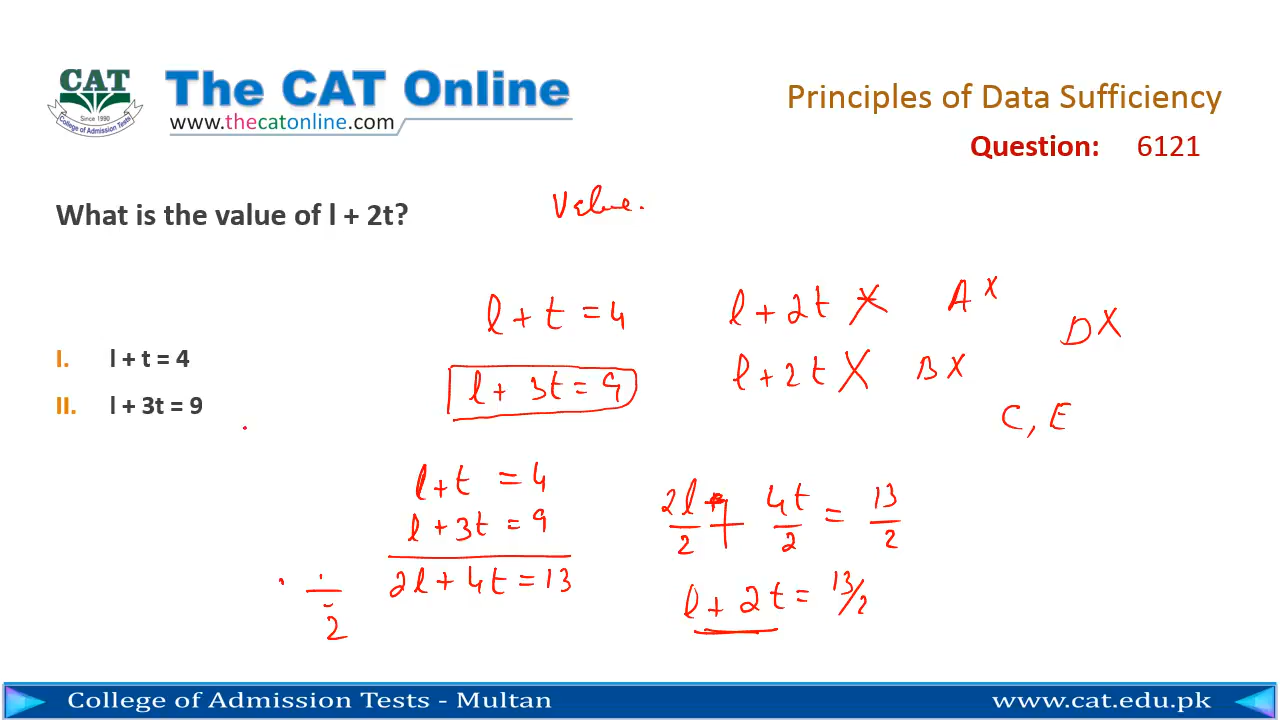 CAT
Since 1990
College of Admission Tests
The CAT Online
www.thecatonline.com
Principles of Data Sufficiency
Question: 6121
What is the value of l + 2t?
Value.
l + t = 4
l + 2t X
A X
D X
I. l + t = 4
l + 3t = 9
l + 2t X
B X
II. l + 3t = 9
C, E
l + t = 4
l + 3t = 9
2l + 4t = 13
÷ 2
2l/2 + 4t/2 = 13/2
l + 2t = 13/2
College of Admission Tests - Multan
www.cat.edu.pk